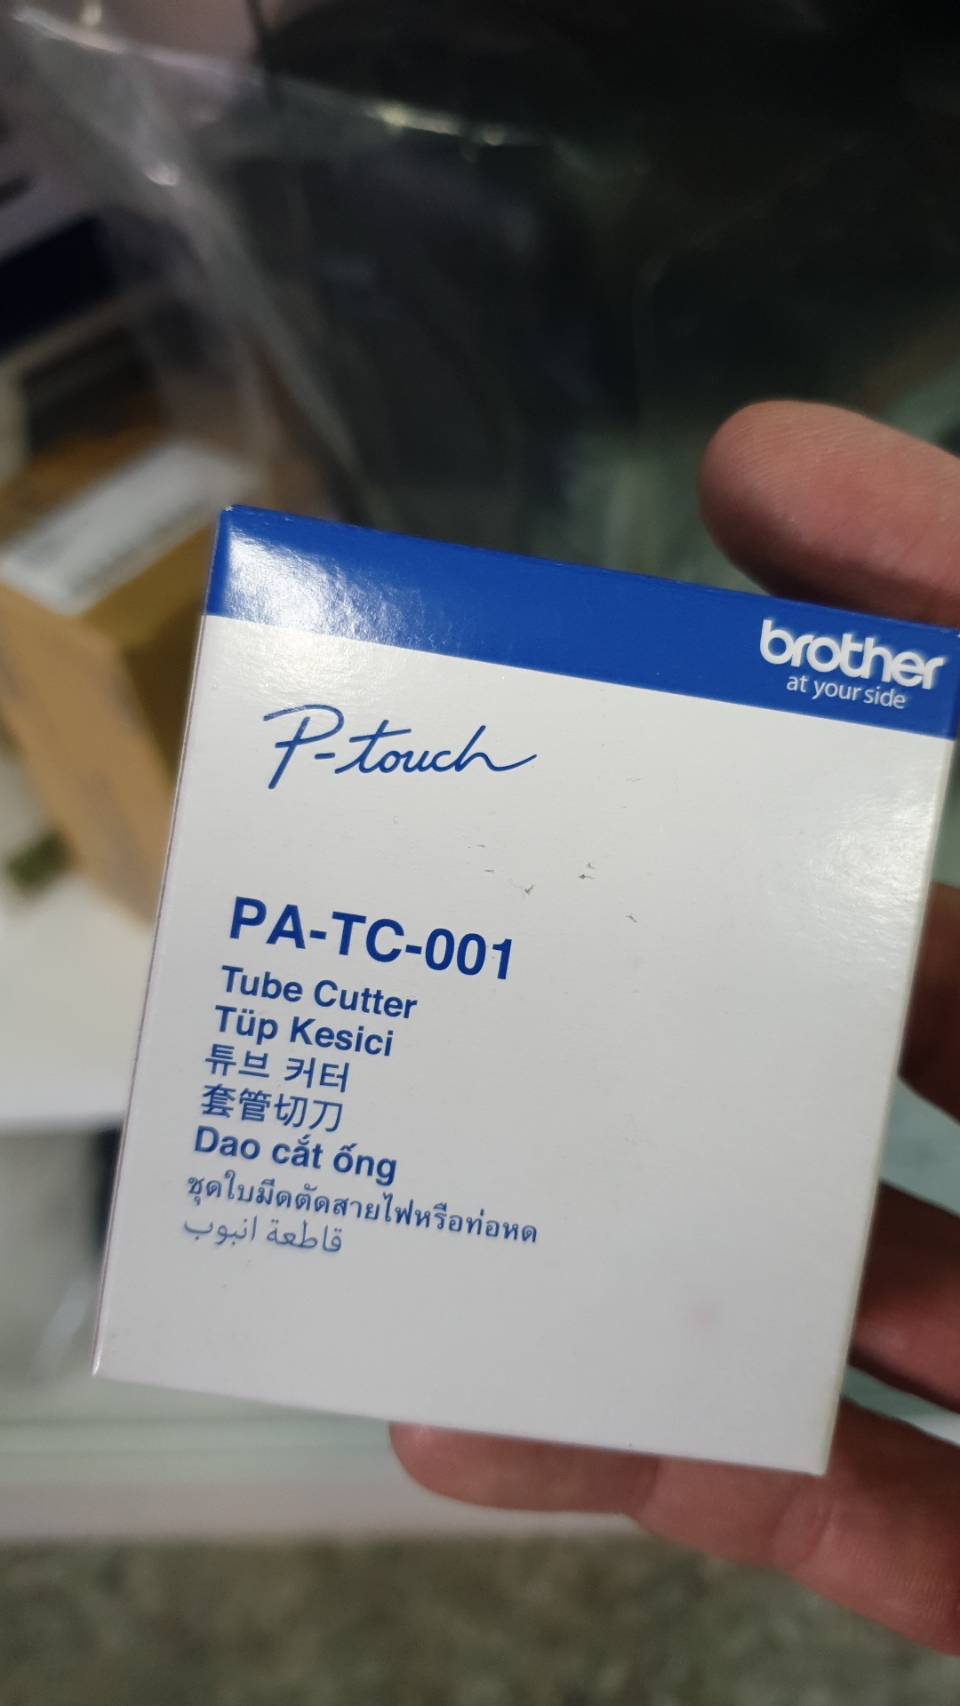 brother
at your side
P-touch
PA-TC-001
Tube Cutter
Tüp Kesici
튜브 커터
套管切刀
Dao cắt ống
ชุดใบมีดตัดสายไฟหรือท่อหด
قاطعة انبوب